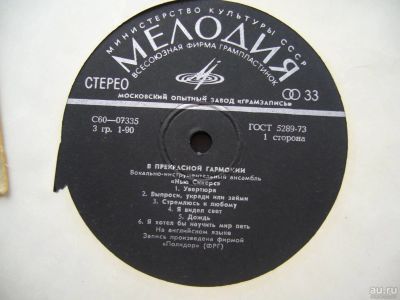 МИНИСТЕРСТВО КУЛЬТУРЫ СССР
МЕЛОДИЯ
ВСЕСОЮЗНАЯ ФИРМА ГРАМПЛАСТИНОК
СТЕРЕО
33
МОСКОВСКИЙ ОПЫТНЫЙ ЗАВОД «ГРАМЗАПИСЬ»
С60—07335
ГОСТ 5289-73
3 гр. 1-90
1 сторона
В ПРЕКРАСНОЙ ГАРМОНИИ
Вокально-инструментальный ансамбль
«Нью Сикерс»
1. Увертюра
2. Выпроси, укради или займи
3. Стремлюсь к любому
4. Я видел свет
5. Дождь
6. Я хотел бы научить мир петь
На английском языке
Запись произведена фирмой
«Полидор» (ФРГ)
au.ru